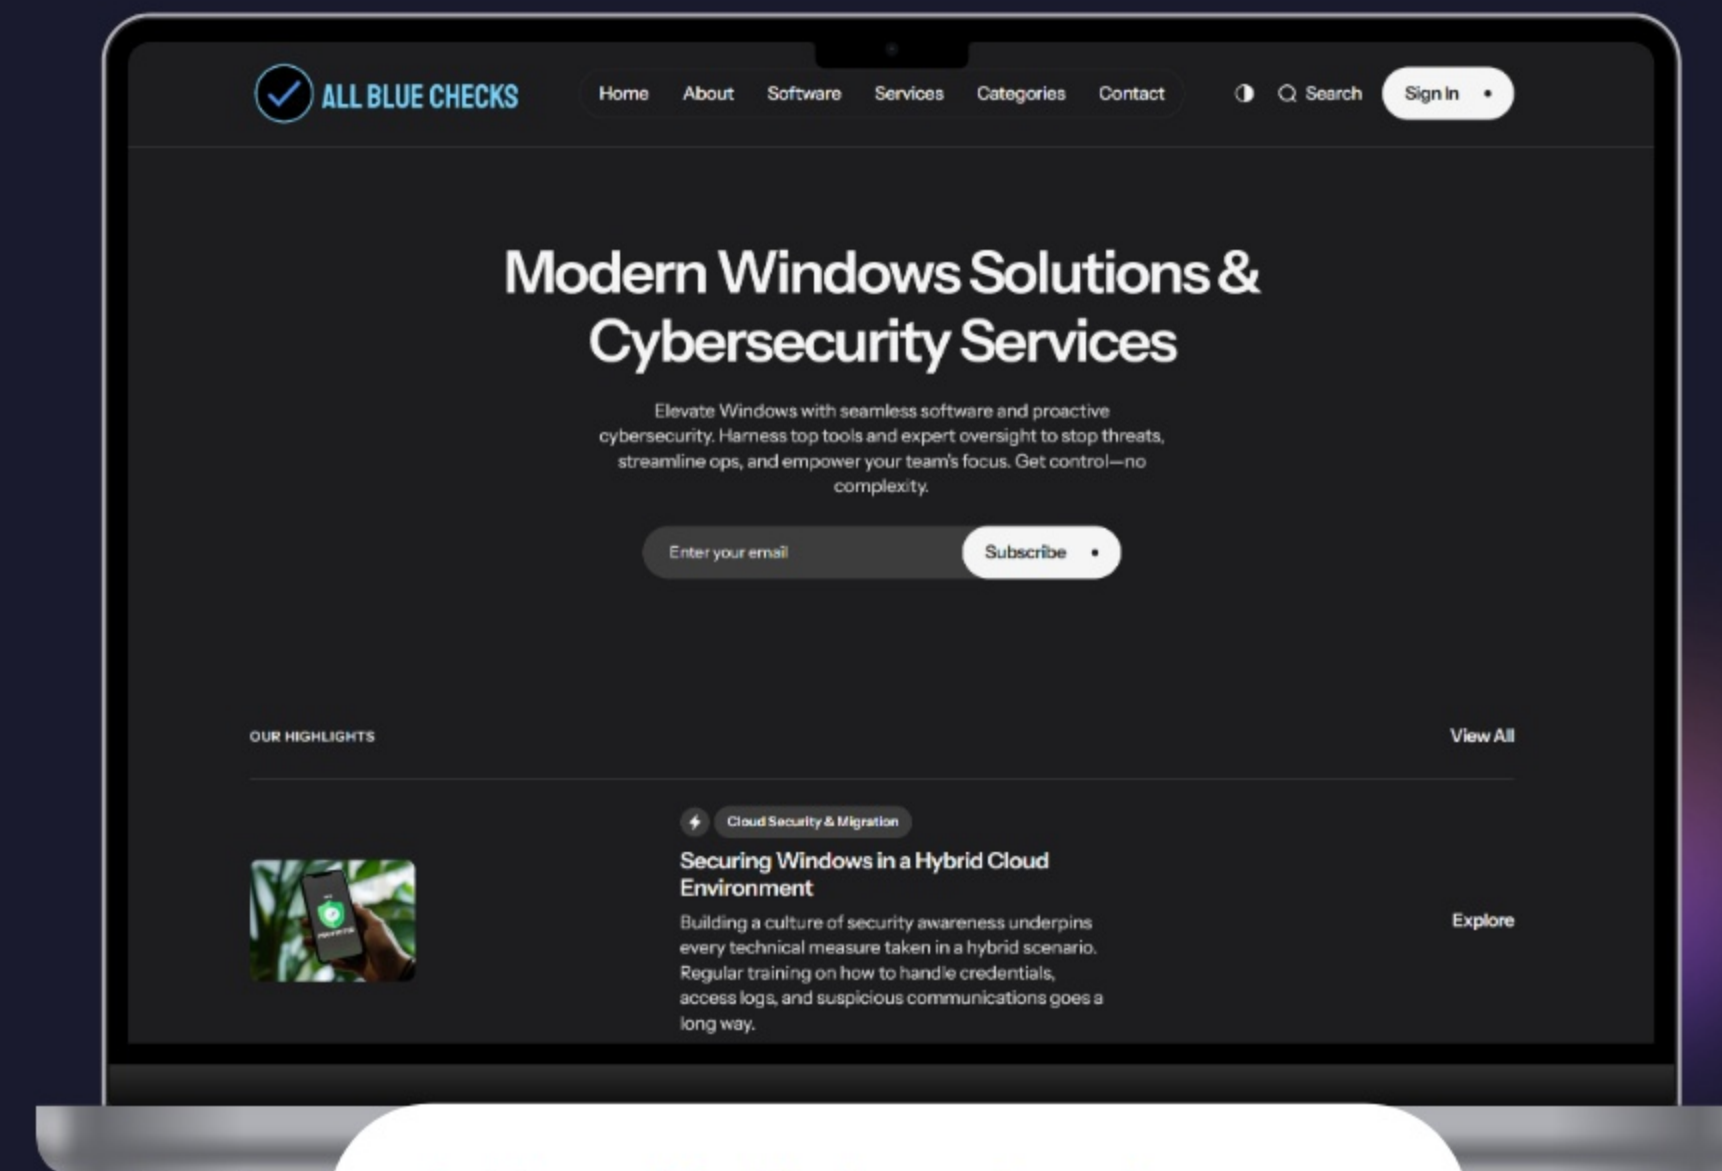 ALL BLUE CHECKS
Home About Software Services Categories Contact
Search
Sign In
Modern Windows Solutions &
Cybersecurity Services
Elevate Windows with seamless software and proactive
cybersecurity. Harness top tools and expert oversight to stop threats,
streamline ops, and empower your team's focus. Get control—no
complexity.
Enter your email
Subscribe
OUR HIGHLIGHTS
View All
Cloud Security & Migration
Securing Windows in a Hybrid Cloud
Environment
Building a culture of security awareness underpins
every technical measure taken in a hybrid scenario.
Regular training on how to handle credentials,
access logs, and suspicious communications goes a
long way.
Explore